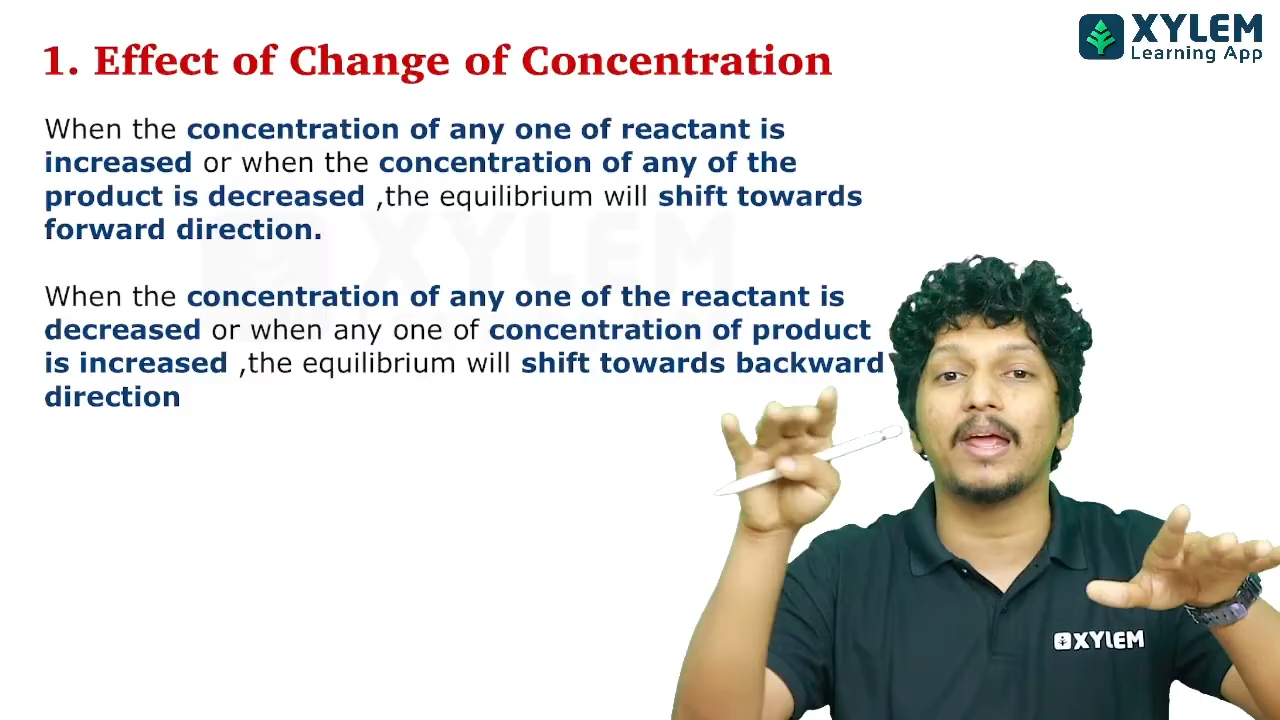 XYLEM
Learning App
1. Effect of Change of Concentration
When the concentration of any one of reactant is
increased or when the concentration of any of the
product is decreased ,the equilibrium will shift towards
forward direction.
XYLEM
When the concentration of any one of the reactant is
decreased or when any one of concentration of product
is increased ,the equilibrium will shift towards backward
direction
XYLEM